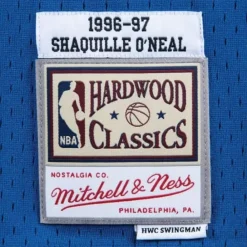 1996-97
SHAQUILLE O'NEAL
HARDWOOD
NBA
CLASSICS
NOSTALGIA CO.
Mitchell & Ness
PHILADELPHIA, PA.
HWC SWINGMAN